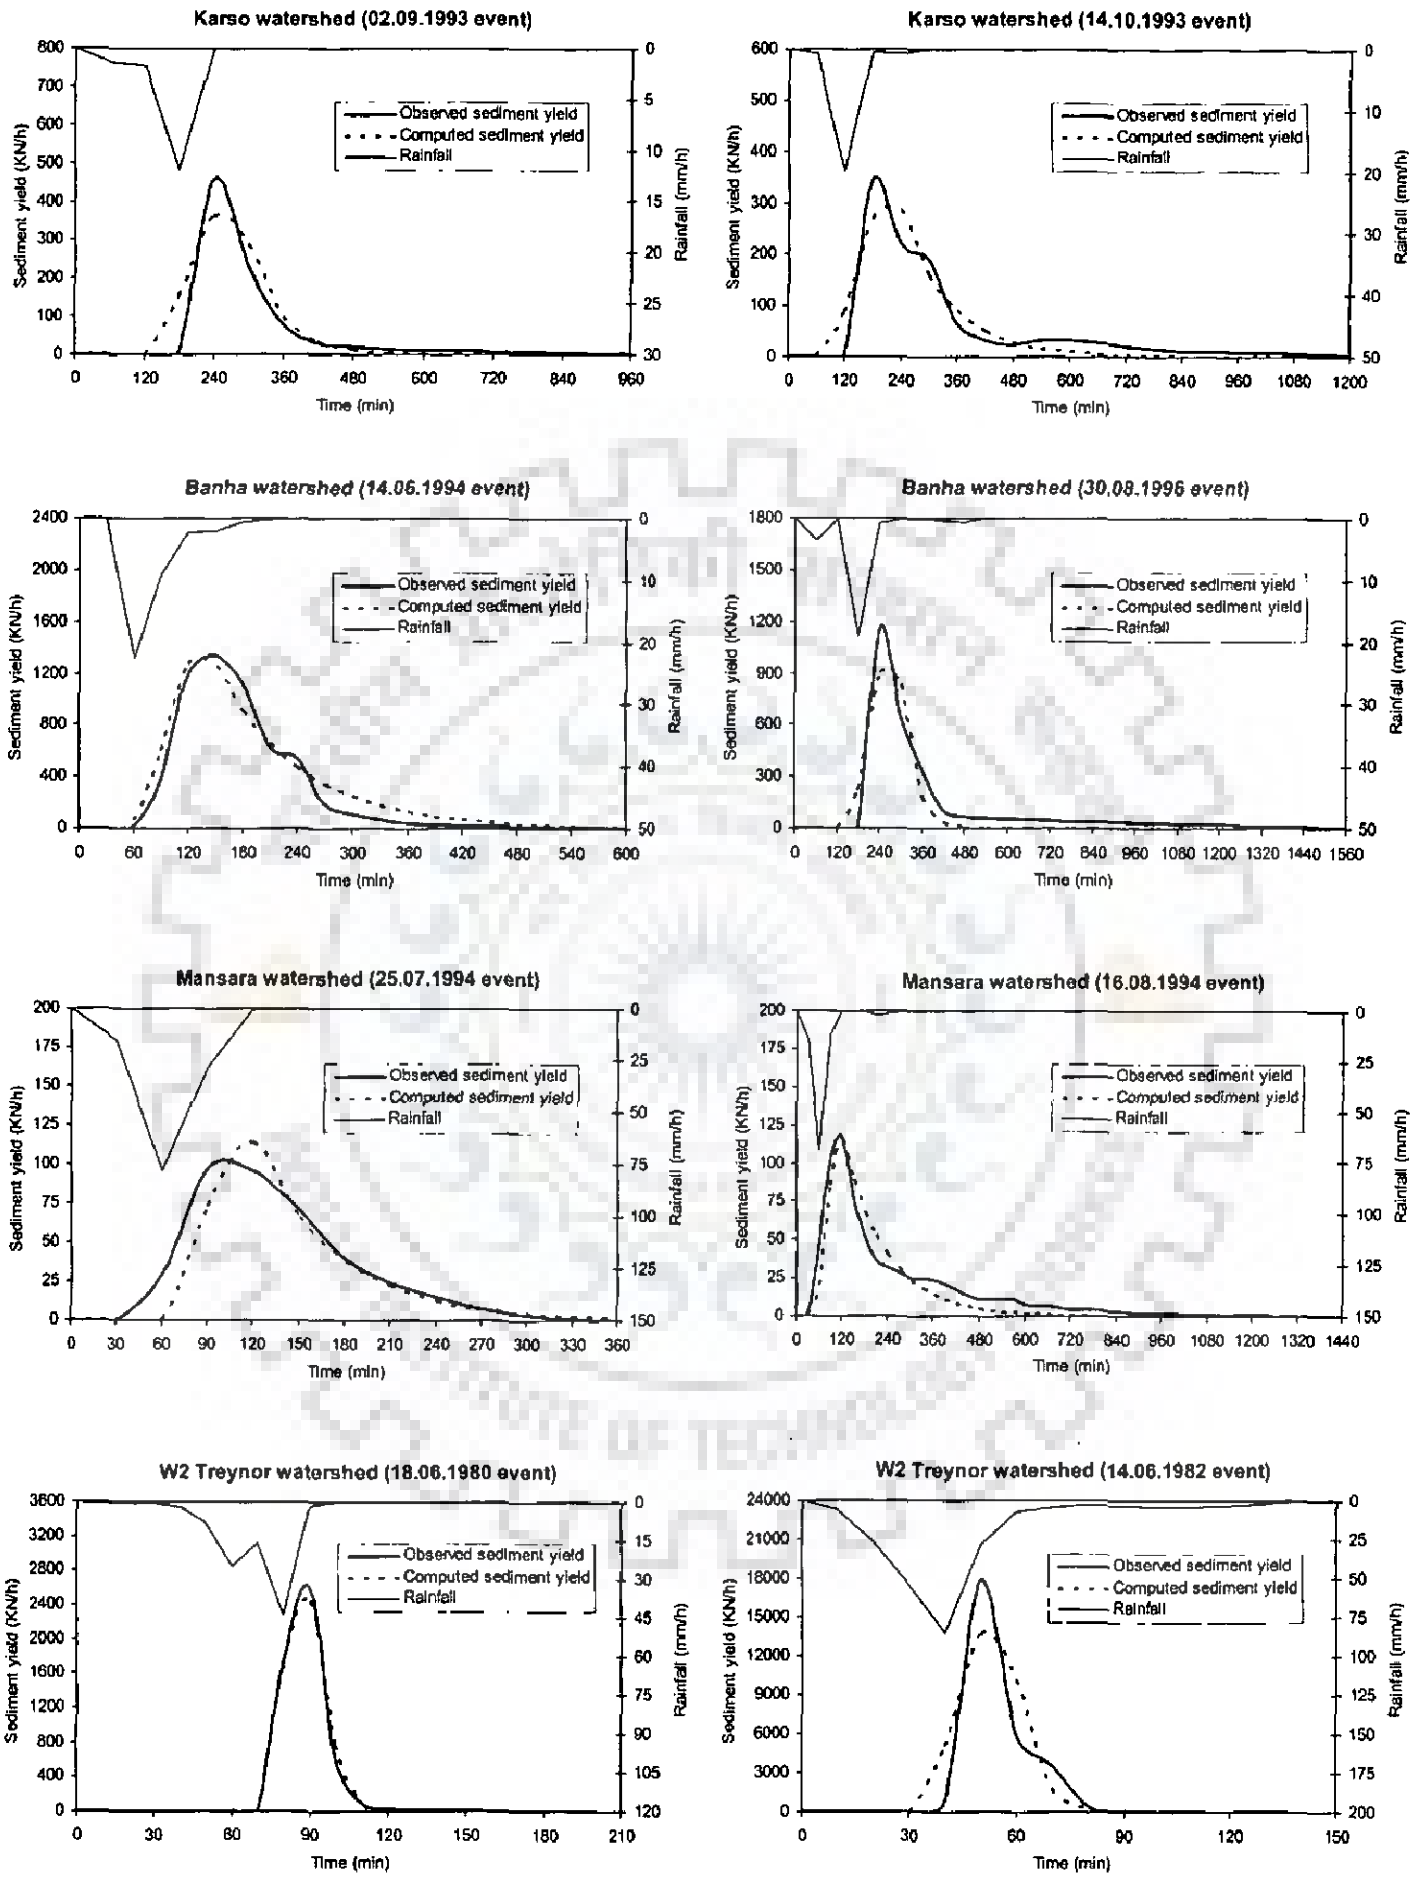 Karso watershed (02.09.1993 event)
800
700
600
500
400
300
200
100
0
Sediment yield (KN/h)
Observed sediment yield
Computed sediment yield
Rainfall
0
5
10
15
20
25
30
Rainfall (mm/h)
0 120 240 360 480 600 720 840 960
Time (min)
Karso watershed (14.10.1993 event)
600
500
400
300
200
100
0
Sediment yield (KN/h)
Observed sediment yield
Computed sediment yield
Rainfall
0
10
20
30
40
50
Rainfall (mm/h)
0 120 240 360 480 600 720 840 960 1080 1200
Time (min)
Banha watershed (14.06.1994 event)
2400
2000
1600
1200
800
400
0
Sediment yield (KN/h)
Observed sediment yield
Computed sediment yield
Rainfall
0
10
20
30
40
50
Rainfall (mm/h)
0 60 120 180 240 300 360 420 480 540 600
Time (min)
Banha watershed (30.08.1996 event)
1800
1500
1200
900
600
300
0
Sediment yield (KN/h)
Observed sediment yield
Computed sediment yield
Rainfall
0
10
20
30
40
50
Rainfall (mm/h)
0 120 240 360 480 600 720 840 960 1080 1200 1320 1440 1560
Time (min)
Mansara watershed (25.07.1994 event)
200
175
150
125
100
75
50
25
0
Sediment yield (KN/h)
Observed sediment yield
Computed sediment yield
Rainfall
0
25
50
75
100
125
150
Rainfall (mm/h)
0 30 60 90 120 150 180 210 240 270 300 330 360
Time (min)
Mansara watershed (16.08.1994 event)
200
175
150
125
100
75
50
25
0
Sediment yield (KN/h)
Observed sediment yield
Computed sediment yield
Rainfall
0
25
50
75
100
125
150
Rainfall (mm/h)
0 120 240 360 480 600 720 840 960 1080 1200 1320 1440
Time (min)
W2 Treynor watershed (18.06.1980 event)
3600
3200
2800
2400
2000
1600
1200
800
400
0
Sediment yield (KN/h)
Observed sediment yield
Computed sediment yield
Rainfall
0
15
30
45
60
75
90
105
120
Rainfall (mm/h)
0 30 60 90 120 150 180 210
Time (min)
W2 Treynor watershed (14.06.1982 event)
24000
21000
18000
15000
12000
9000
6000
3000
0
Sediment yield (KN/h)
Observed sediment yield
Computed sediment yield
Rainfall
0
25
50
75
100
125
150
175
200
Rainfall (mm/h)
0 30 60 90 120 150
Time (min)
OF TECHNOLOGY